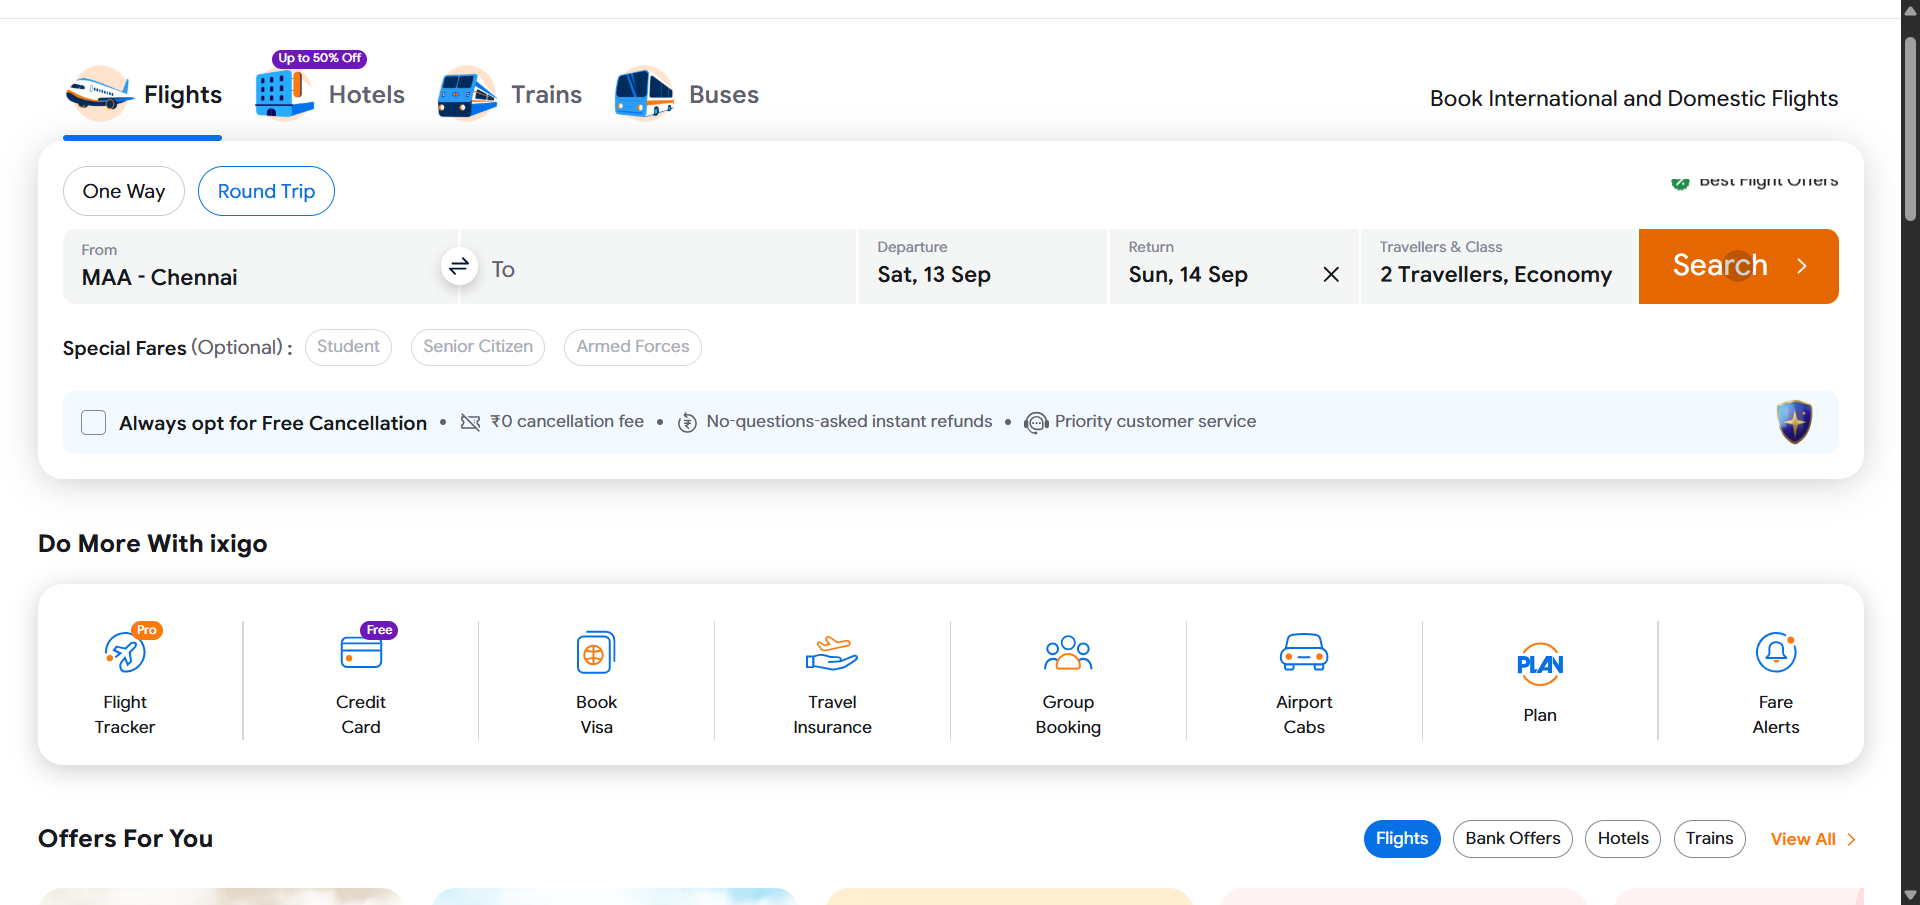 Up to 50% Off
Flights
Hotels
Trains
Buses
Book International and Domestic Flights
One Way
Round Trip
Best Flight Offers
From
MAA - Chennai
To
Departure
Sat, 13 Sep
Return
Sun, 14 Sep
Travellers & Class
2 Travellers, Economy
Search
Special Fares (Optional) :
Student
Senior Citizen
Armed Forces
Always opt for Free Cancellation • ₹0 cancellation fee • No-questions-asked instant refunds • Priority customer service
Do More With ixigo
Pro
Flight
Tracker
Free
Credit
Card
Book
Visa
Travel
Insurance
Group
Booking
Airport
Cabs
PLAN
Plan
Fare
Alerts
Offers For You
Flights
Bank Offers
Hotels
Trains
View All